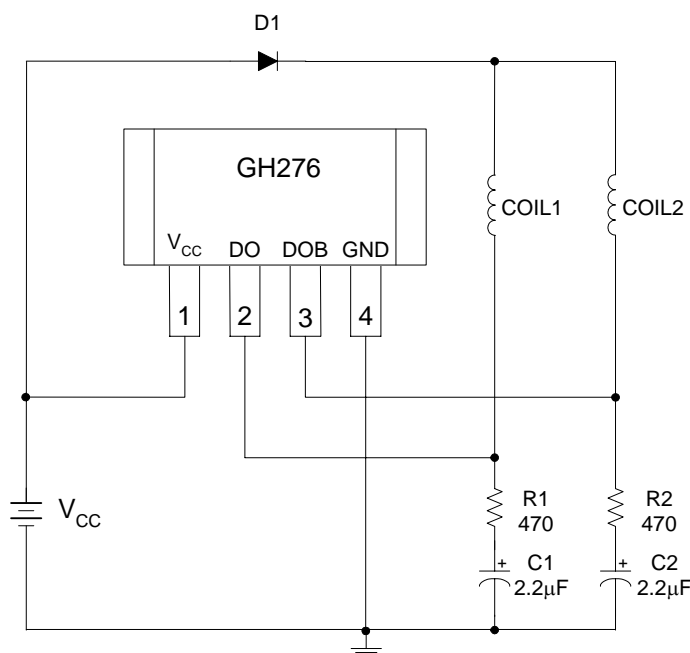 D1
GH276
VCC DO DOB GND
1 2 3 4
COIL1 COIL2
VCC
R1
470
R2
470
+ C1
2.2μF
+ C2
2.2μF